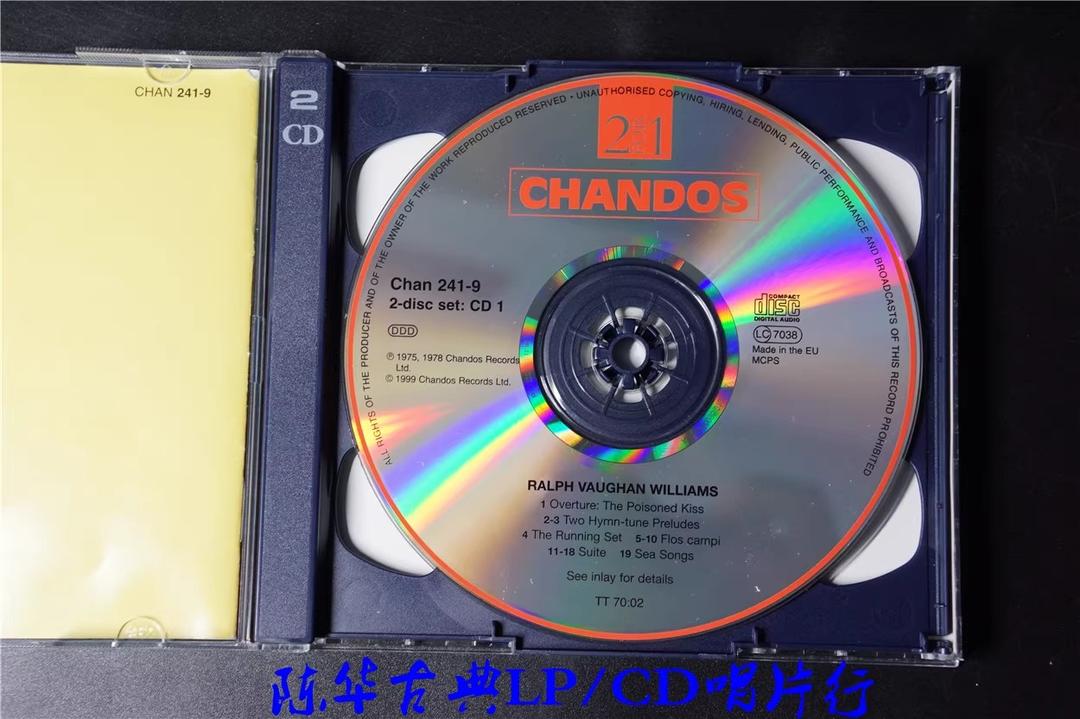 CHAN 241-9
2
CD
ALL RIGHTS OF THE PRODUCER AND OF THE OWNER OF THE WORK REPRODUCED RESERVED • UNAUTHORISED COPYING, HIRING, LENDING, PUBLIC PERFORMANCE AND BROADCASTS OF THIS RECORD PROHIBITED
2 1
CHANDOS
Chan 241-9
2-disc set: CD 1
DDD
℗ 1975, 1978 Chandos Records
Ltd.
© 1999 Chandos Records Ltd.
COMPACT
disc
DIGITAL AUDIO
LC 7038
Made in the EU
MCPS
RALPH VAUGHAN WILLIAMS
1 Overture: The Poisoned Kiss
2-3 Two Hymn-tune Preludes
4 The Running Set 5-10 Flos campi
11-18 Suite 19 Sea Songs
See inlay for details
TT 70:02
陈华古典LP/CD唱片行